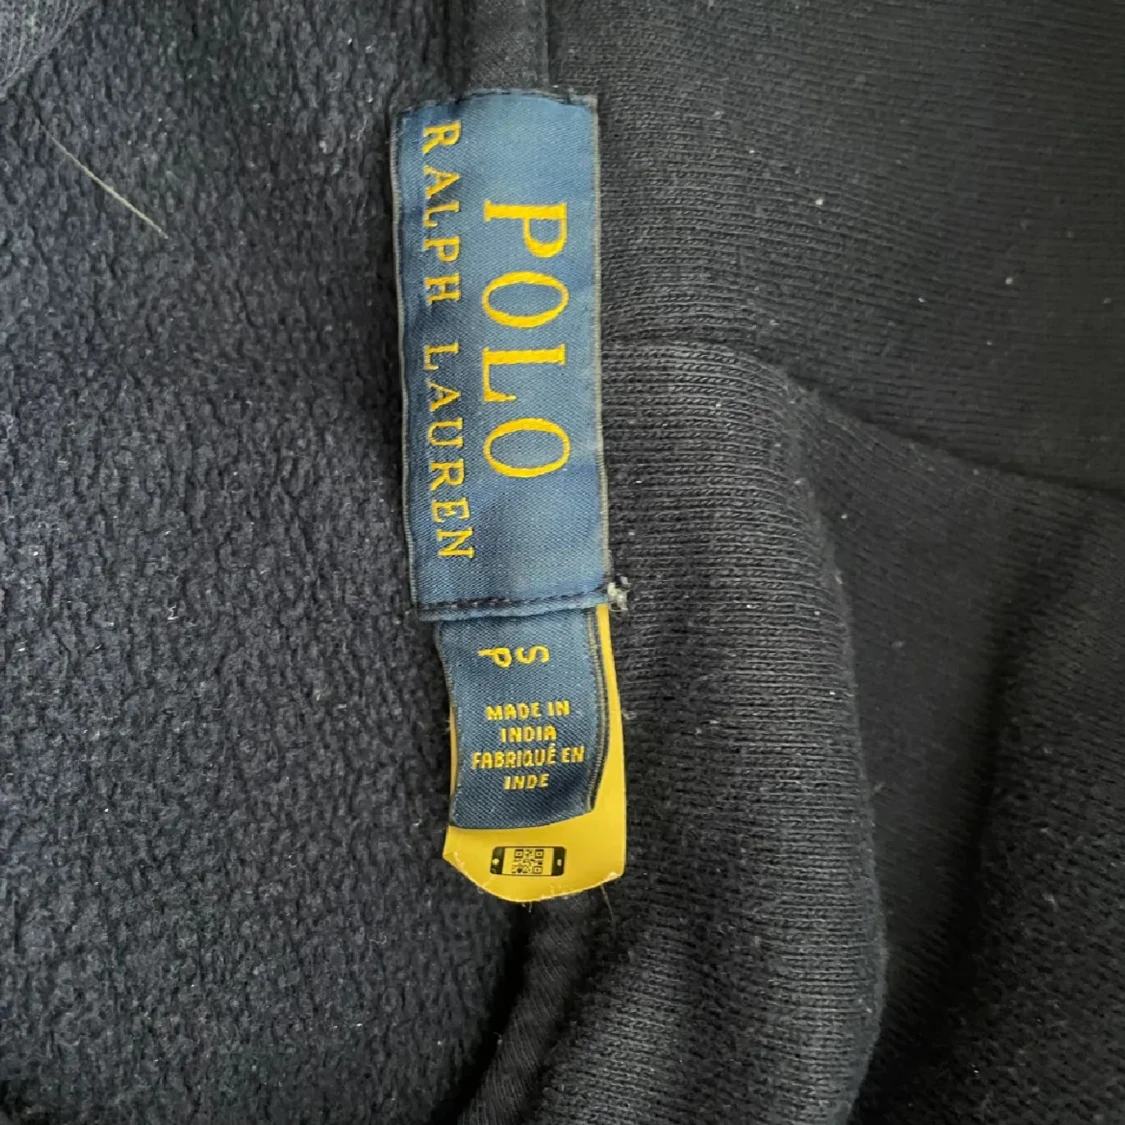 POLO
RALPH LAUREN
S
P
MADE IN
INDIA
FABRIQUÉ EN
INDE